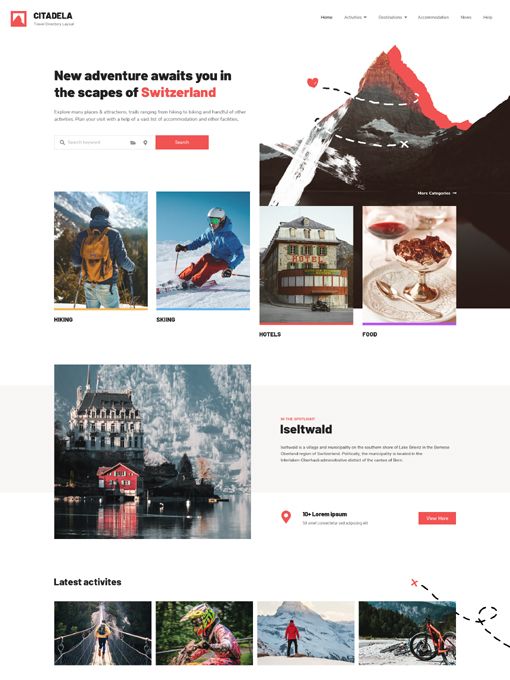 CITADELA
Travel Directory Layout
Home
Activities
Destinations
Accommodation
News
Help
New adventure awaits you in
the scapes of Switzerland
Explore many places & attractions, trails ranging from hiking to biking and handful of other
activities. Plan your visit with a help of a vast list of accommodation and other facilities.
Search keyword
Search
More Categories
HOTEL
HIKING
SKIING
HOTELS
FOOD
IN THE SPOTLIGHT
Iseltwald
Iseltwald is a village and municipality on the southern shore of Lake Brienz in the Bernese
Oberland region of Switzerland. Politically, the municipality is located in the
Interlaken-Oberhasli administrative district of the canton of Bern.
10+ Lorem ipsum
Sit amet consectetur sed adipiscing elit
View More
Latest activites